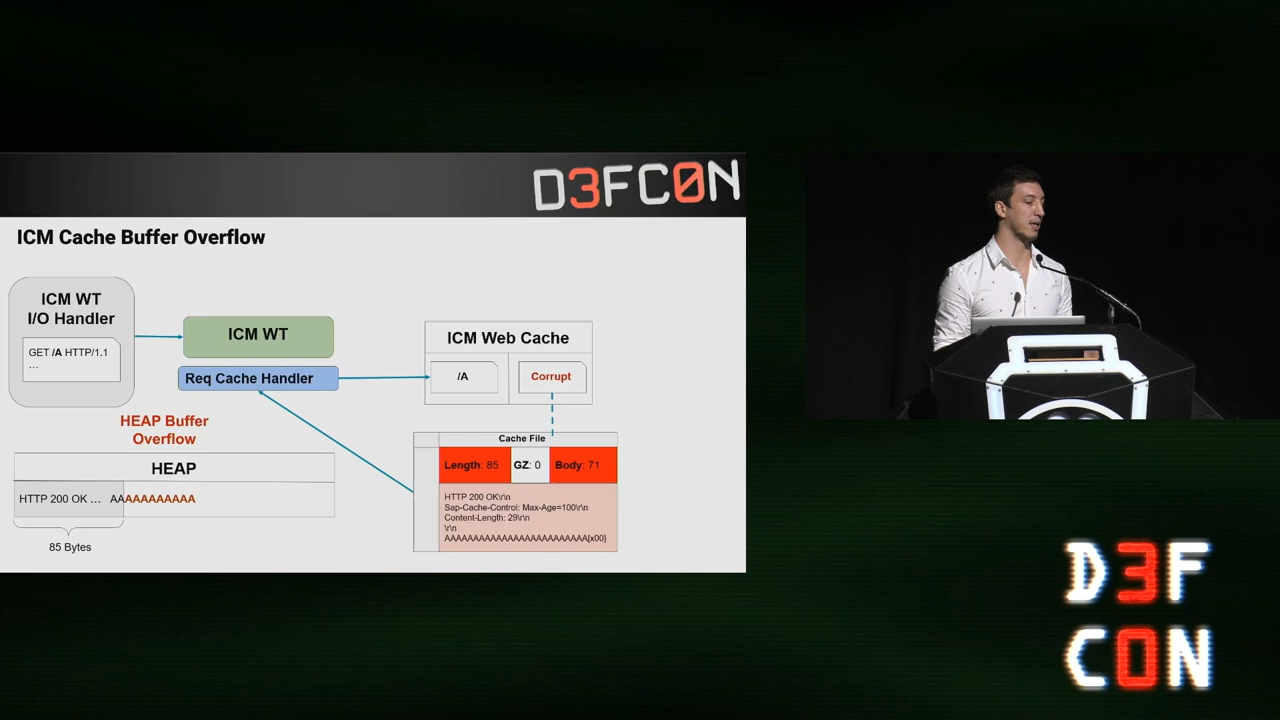 D3FC0N
ICM Cache Buffer Overflow
ICM WT
I/O Handler
GET /A HTTP/1.1
...
ICM WT
Req Cache Handler
ICM Web Cache
/A
Corrupt
HEAP Buffer
Overflow
HEAP
HTTP 200 OK ... AAAAAAAAAAAA
85 Bytes
Cache File
Length: 85
GZ: 0
Body: 71
HTTP 200 OK\r\n
Sap-Cache-Control: Max-Age=100\r\n
Content-Length: 29\r\n
\r\n
AAAAAAAAAAAAAAAAAAAAAAAA[x00]
D3F
C0N